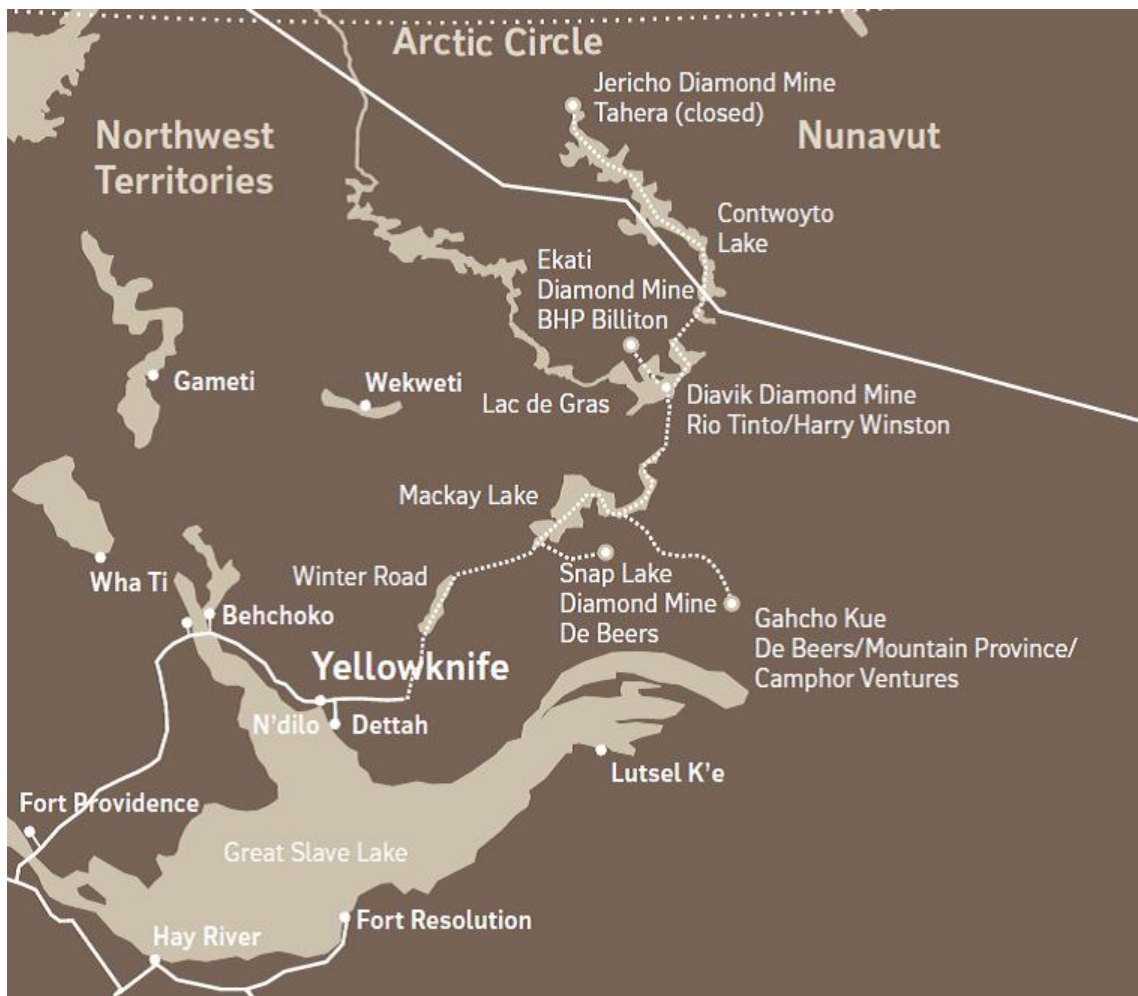 Arctic Circle
Jericho Diamond Mine
Tahera (closed)
Northwest
Territories
Nunavut
Contwoyto
Lake
Ekati
Diamond Mine
BHP Billiton
Gameti
Wekweti
Lac de Gras
Diavik Diamond Mine
Rio Tinto/Harry Winston
Mackay Lake
Wha Ti
Winter Road
Snap Lake
Diamond Mine
De Beers
Behchoko
Gahcho Kue
De Beers/Mountain Province/
Camphor Ventures
Yellowknife
N'dilo
Dettah
Lutsel K'e
Fort Providence
Great Slave Lake
Fort Resolution
Hay River